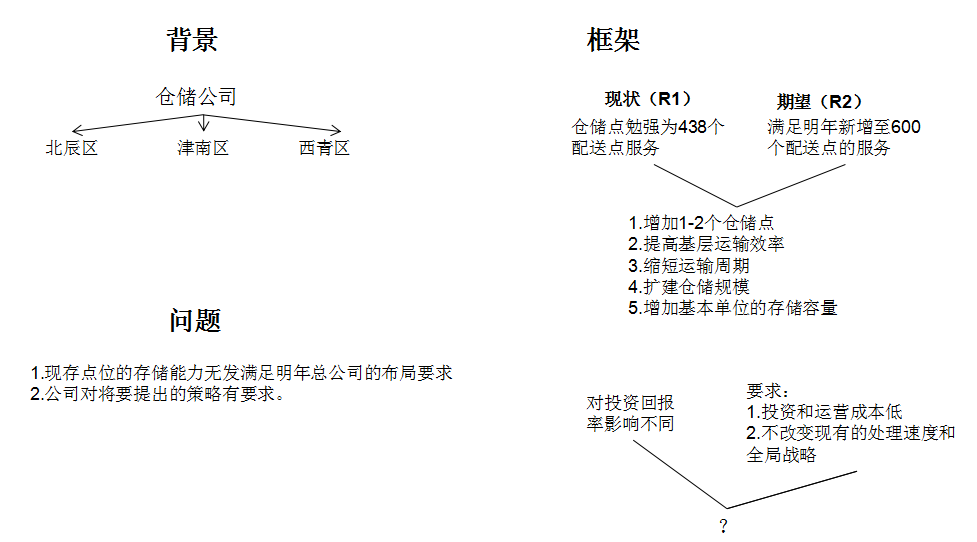 背景
仓储公司
北辰区
津南区
西青区
问题
1.现存点位的存储能力无发满足明年总公司的布局要求
2.公司对将要提出的策略有要求。
框架
现状（R1）
仓储点勉强为438个
配送点服务
期望（R2）
满足明年新增至600
个配送点的服务
1.增加1-2个仓储点
2.提高基层运输效率
3.缩短运输周期
4.扩建仓储规模
5.增加基本单位的存储容量
对投资回报
率影响不同
要求：
1.投资和运营成本低
2.不改变现有的处理速度和
全局战略
？